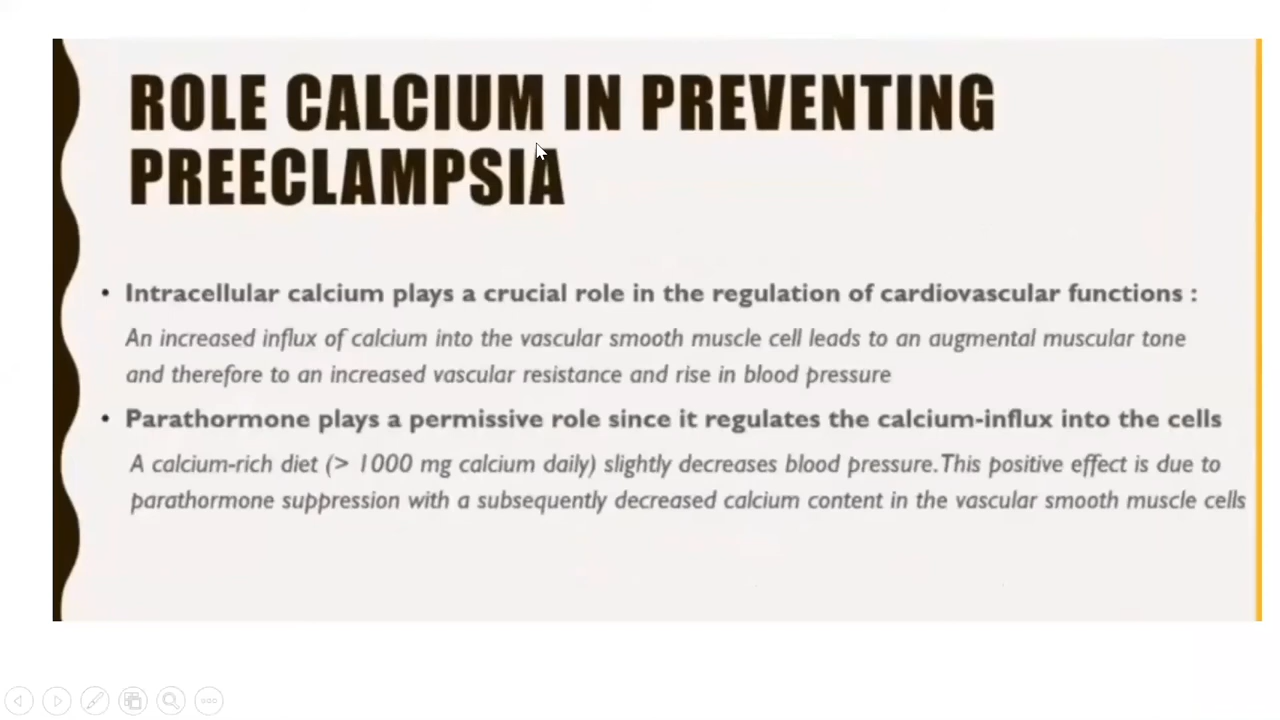 ROLE CALCIUM IN PREVENTING
PREECLAMPSIA
• Intracellular calcium plays a crucial role in the regulation of cardiovascular functions :
An increased influx of calcium into the vascular smooth muscle cell leads to an augmental muscular tone
and therefore to an increased vascular resistance and rise in blood pressure
• Parathormone plays a permissive role since it regulates the calcium-influx into the cells
A calcium-rich diet (> 1000 mg calcium daily) slightly decreases blood pressure.This positive effect is due to
parathormone suppression with a subsequently decreased calcium content in the vascular smooth muscle cells